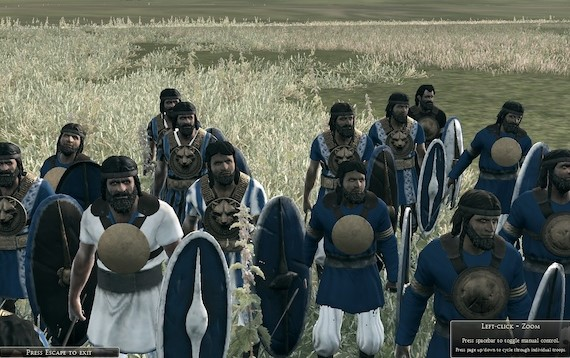 Left-click - Zoom
Press spacebar to toggle manual control.
Press page up/down to cycle through individual troops
Press Escape to exit